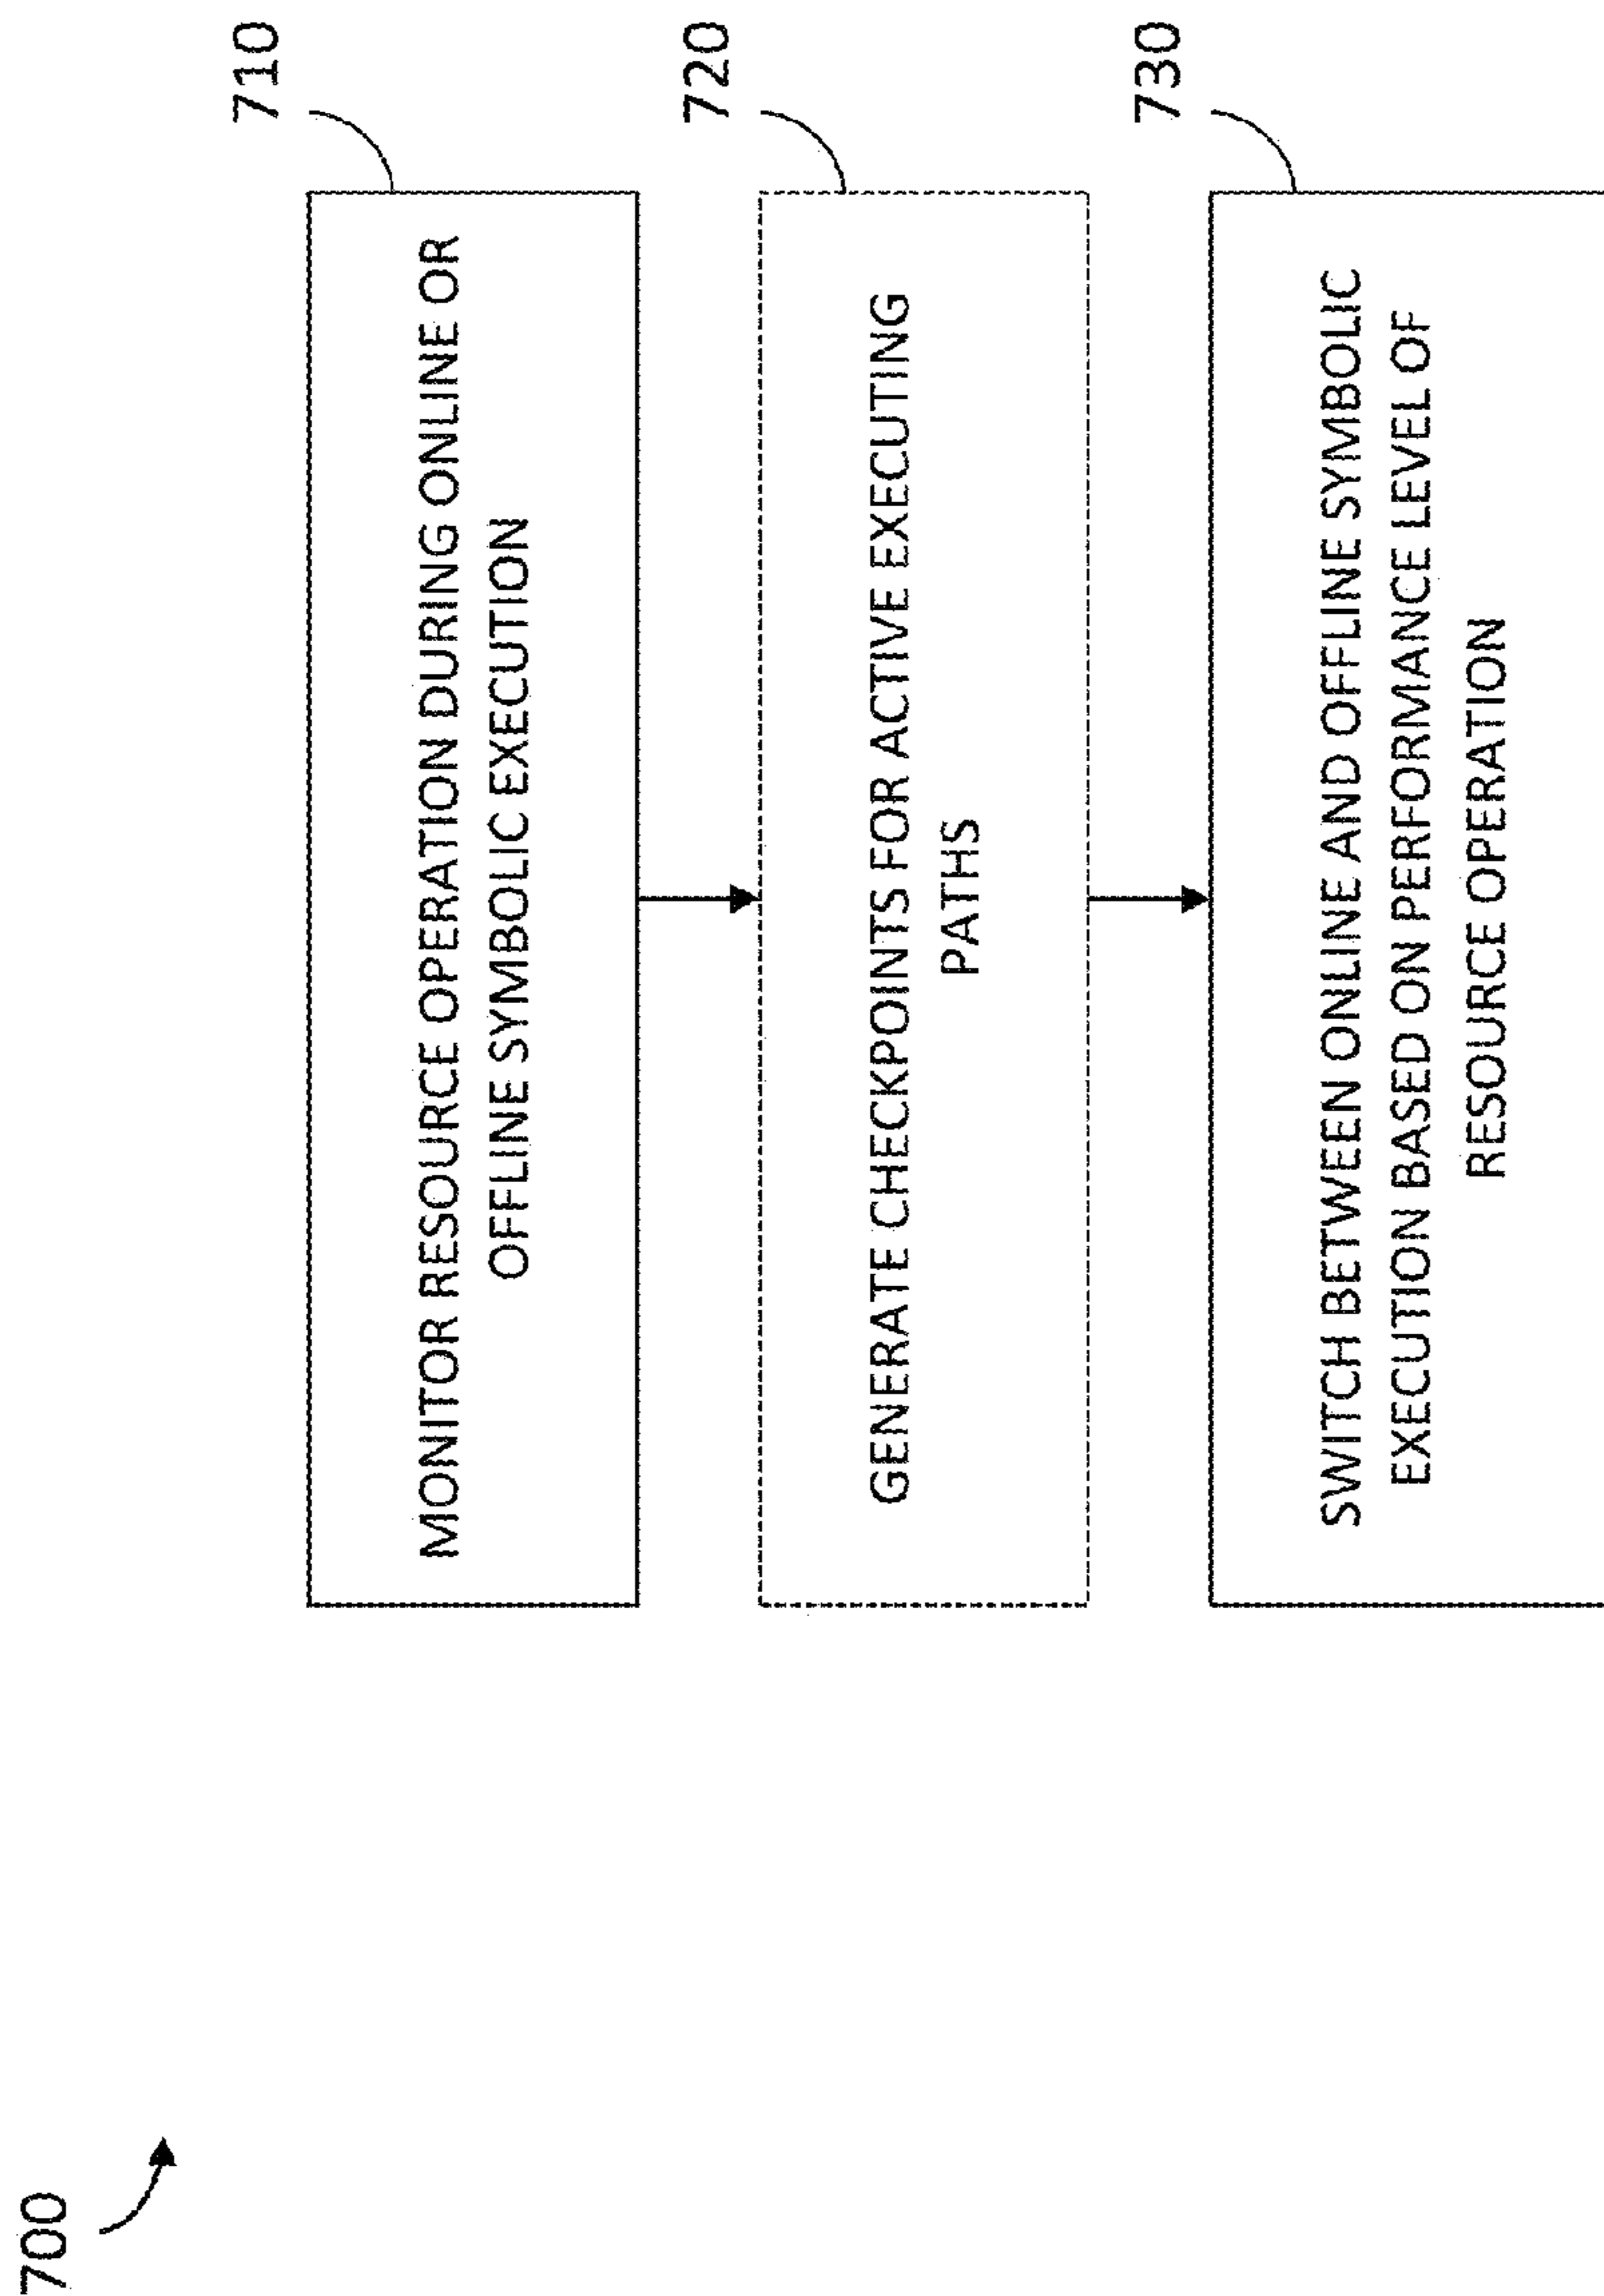 700
710
MONITOR RESOURCE OPERATION DURING ONLINE OR
OFFLINE SYMBOLIC EXECUTION
720
GENERATE CHECKPOINTS FOR ACTIVE EXECUTING
PATHS
730
SWITCH BETWEEN ONLINE AND OFFLINE SYMBOLIC
EXECUTION BASED ON PERFORMANCE LEVEL OF
RESOURCE OPERATION